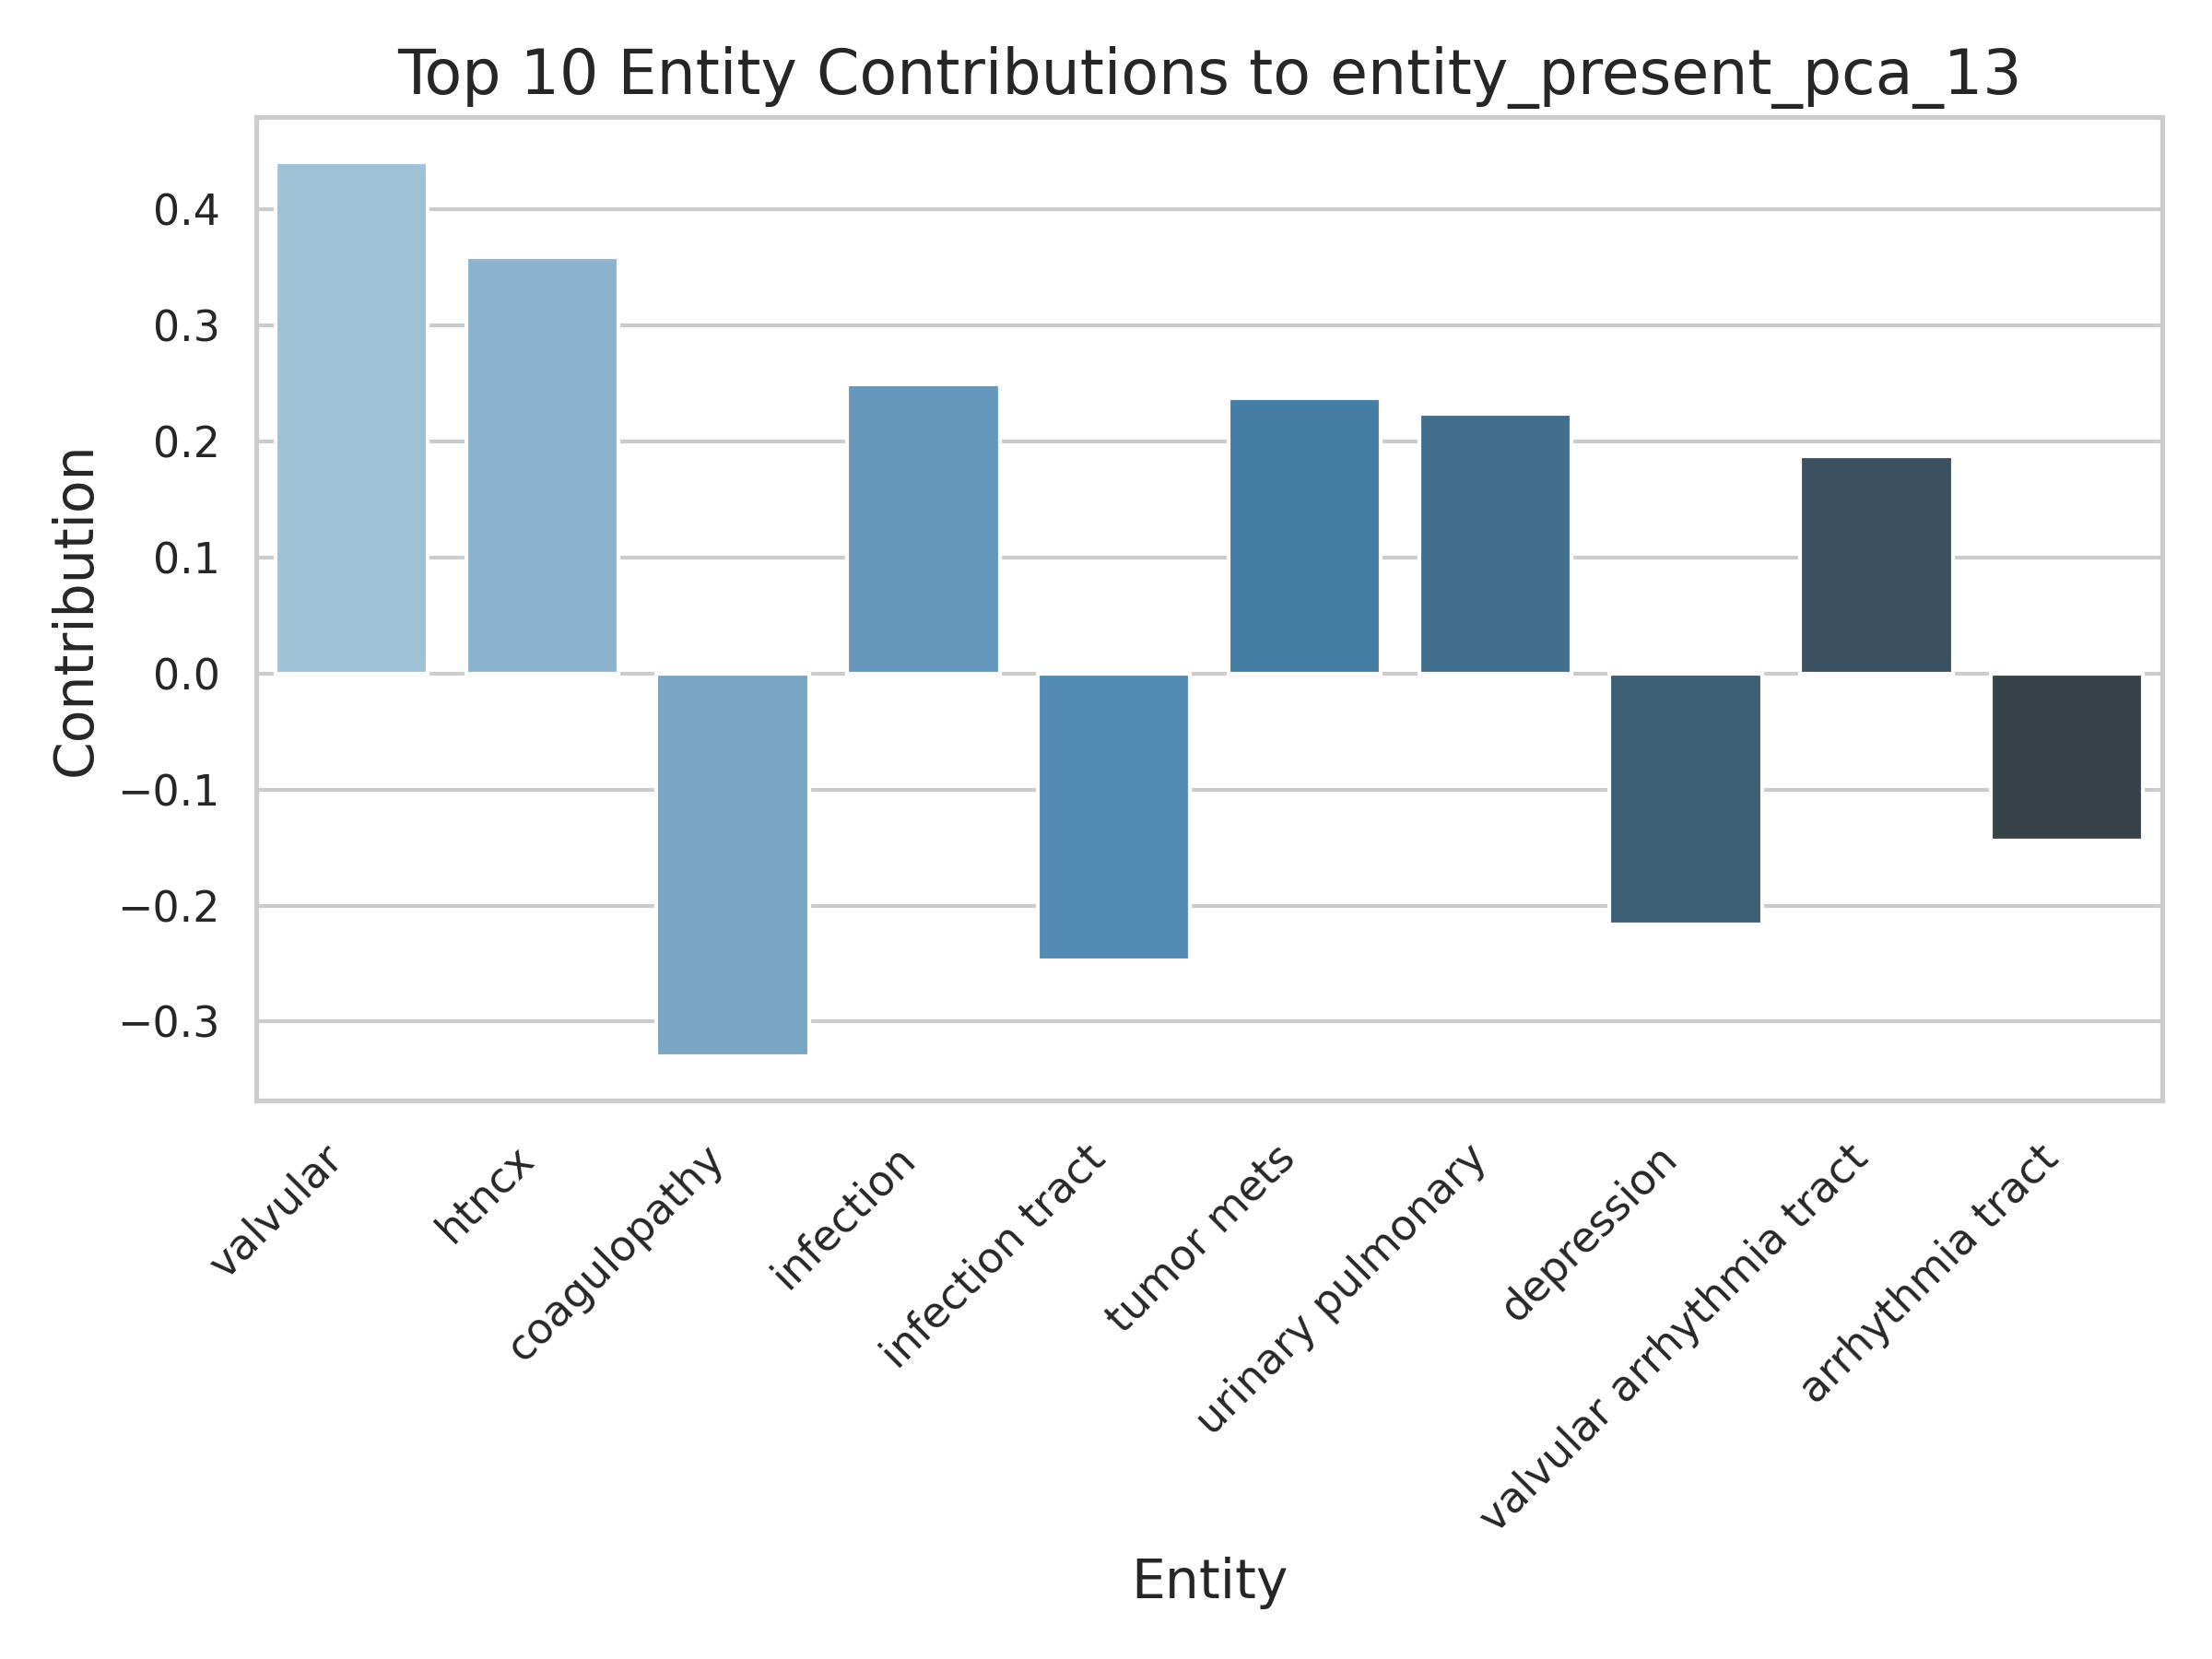 Top 10 Entity Contributions to entity_present_pca_13
Contribution
0.4
0.3
0.2
0.1
0.0
−0.1
−0.2
−0.3
valvular
htncx
coagulopathy
infection
infection tract
tumor mets
urinary pulmonary
depression
valvular arrhythmia tract
arrhythmia tract
Entity